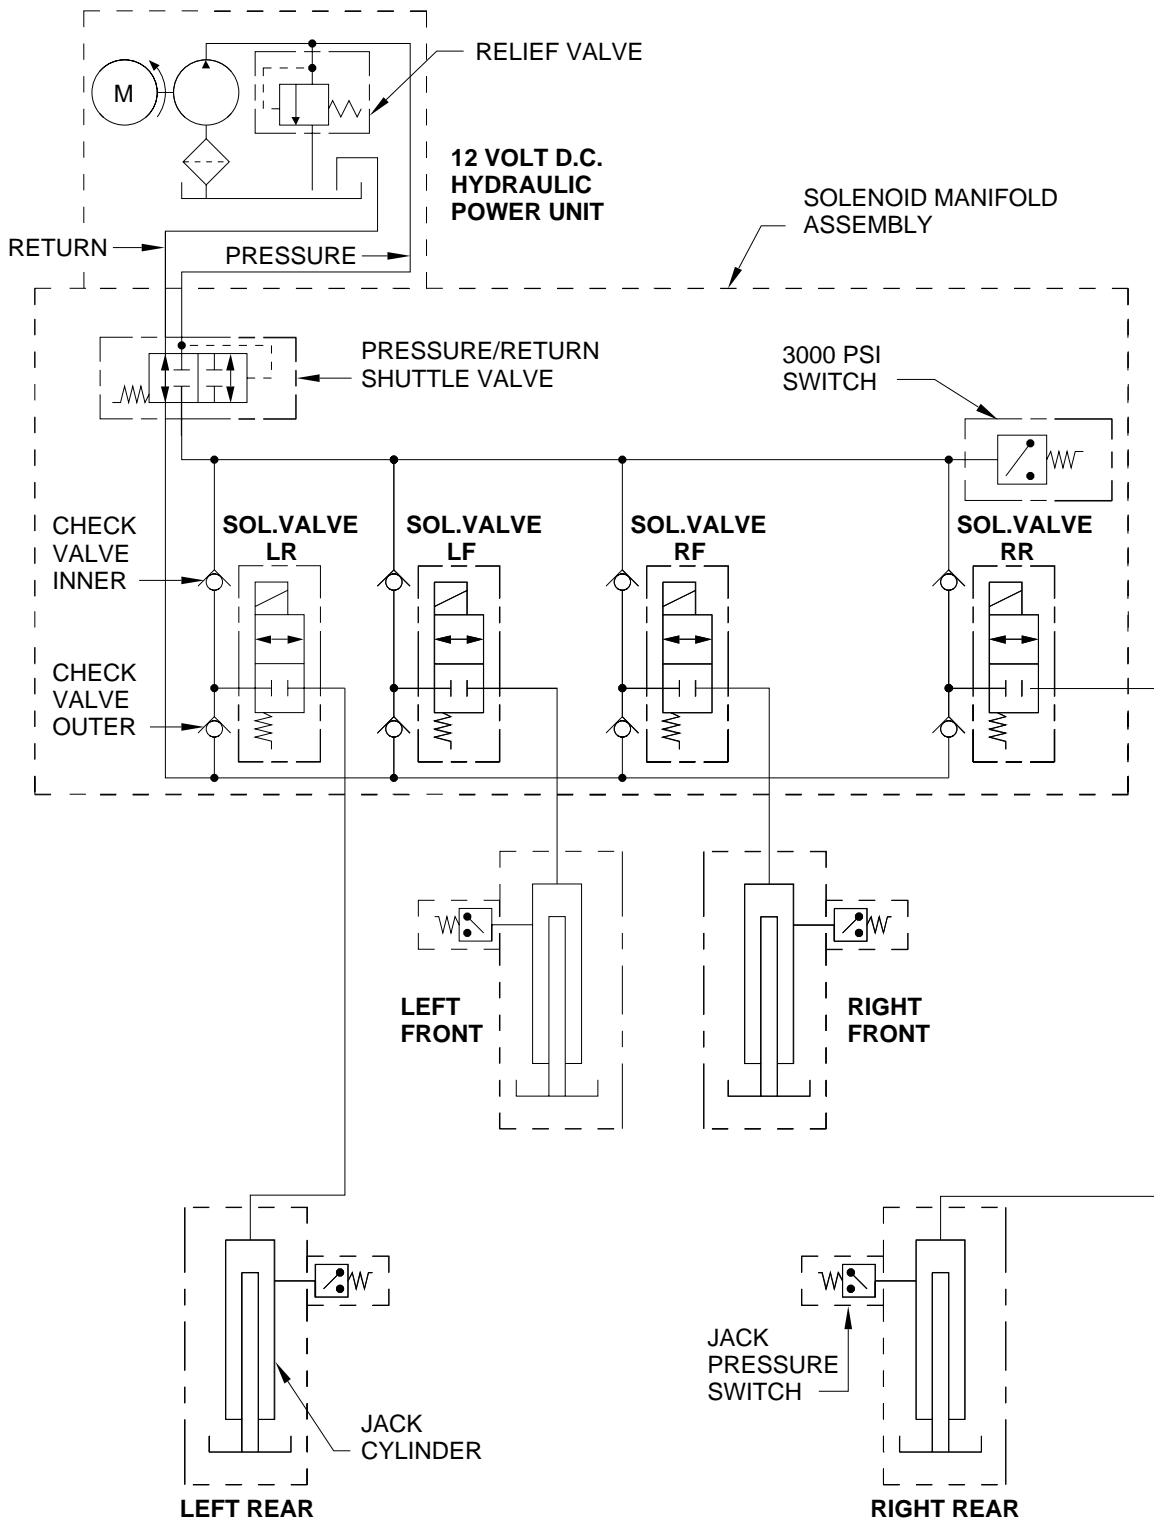 RELIEF VALVE
M
12 VOLT D.C.
HYDRAULIC
POWER UNIT
SOLENOID MANIFOLD
ASSEMBLY
RETURN
PRESSURE
PRESSURE/RETURN
SHUTTLE VALVE
3000 PSI
SWITCH
CHECK
VALVE
INNER
SOL.VALVE
LR
SOL.VALVE
LF
SOL.VALVE
RF
SOL.VALVE
RR
CHECK
VALVE
OUTER
LEFT
FRONT
RIGHT
FRONT
JACK
PRESSURE
SWITCH
JACK
CYLINDER
LEFT REAR
RIGHT REAR